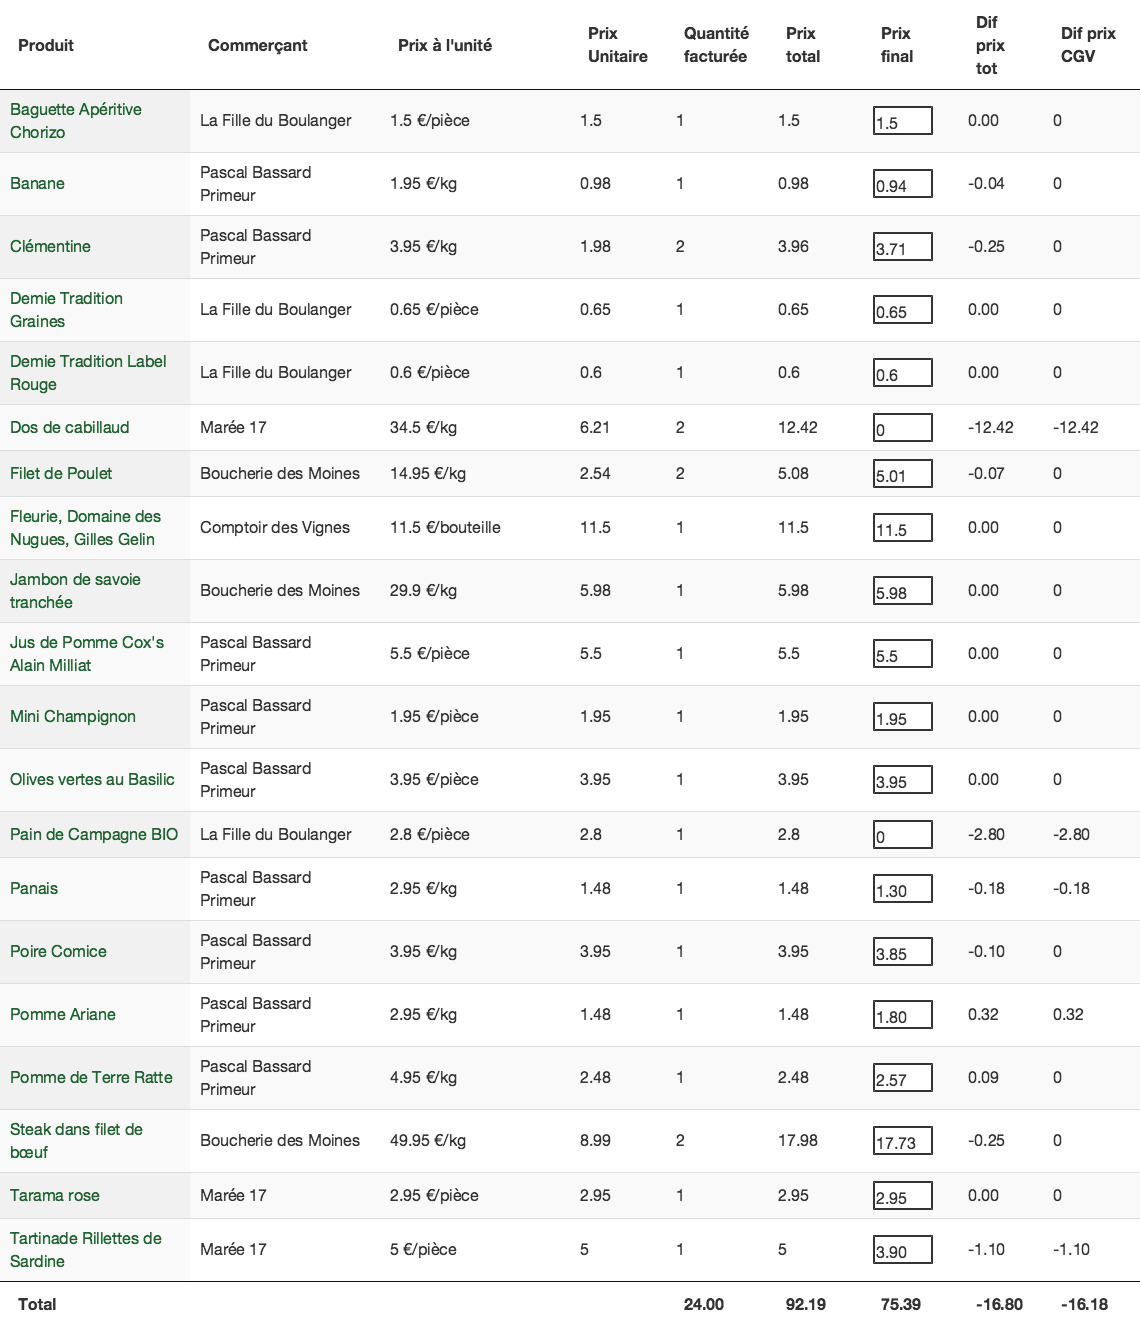 Produit Commerçant Prix à l'unité Prix Unitaire Quantité facturée Prix total Prix final Dif prix tot Dif prix CGV
Baguette Apéritive Chorizo La Fille du Boulanger 1.5 €/pièce 1.5 1 1.5 1.5 0.00 0
Banane Pascal Bassard Primeur 1.95 €/kg 0.98 1 0.98 0.94 -0.04 0
Clémentine Pascal Bassard Primeur 3.95 €/kg 1.98 2 3.96 3.71 -0.25 0
Demie Tradition Graines La Fille du Boulanger 0.65 €/pièce 0.65 1 0.65 0.65 0.00 0
Demie Tradition Label Rouge La Fille du Boulanger 0.6 €/pièce 0.6 1 0.6 0.6 0.00 0
Dos de cabillaud Marée 17 34.5 €/kg 6.21 2 12.42 0 -12.42 -12.42
Filet de Poulet Boucherie des Moines 14.95 €/kg 2.54 2 5.08 5.01 -0.07 0
Fleurie, Domaine des Nugues, Gilles Gelin Comptoir des Vignes 11.5 €/bouteille 11.5 1 11.5 11.5 0.00 0
Jambon de savoie tranchée Boucherie des Moines 29.9 €/kg 5.98 1 5.98 5.98 0.00 0
Jus de Pomme Cox's Alain Milliat Pascal Bassard Primeur 5.5 €/pièce 5.5 1 5.5 5.5 0.00 0
Mini Champignon Pascal Bassard Primeur 1.95 €/pièce 1.95 1 1.95 1.95 0.00 0
Olives vertes au Basilic Pascal Bassard Primeur 3.95 €/pièce 3.95 1 3.95 3.95 0.00 0
Pain de Campagne BIO La Fille du Boulanger 2.8 €/pièce 2.8 1 2.8 0 -2.80 -2.80
Panais Pascal Bassard Primeur 2.95 €/kg 1.48 1 1.48 1.30 -0.18 -0.18
Poire Comice Pascal Bassard Primeur 3.95 €/kg 3.95 1 3.95 3.85 -0.10 0
Pomme Ariane Pascal Bassard Primeur 2.95 €/kg 1.48 1 1.48 1.80 0.32 0.32
Pomme de Terre Ratte Pascal Bassard Primeur 4.95 €/kg 2.48 1 2.48 2.57 0.09 0
Steak dans filet de bœuf Boucherie des Moines 49.95 €/kg 8.99 2 17.98 17.73 -0.25 0
Tarama rose Marée 17 2.95 €/pièce 2.95 1 2.95 2.95 0.00 0
Tartinade Rillettes de Sardine Marée 17 5 €/pièce 5 1 5 3.90 -1.10 -1.10
Total 24.00 92.19 75.39 -16.80 -16.18